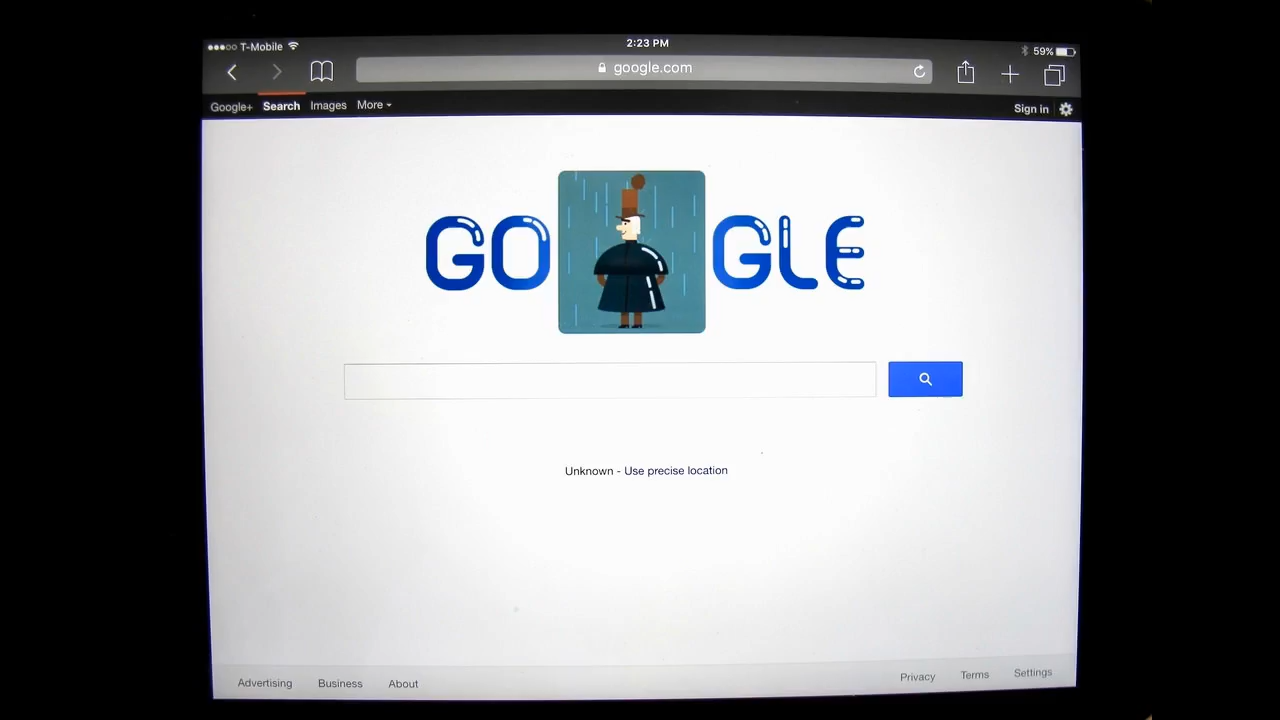 T-Mobile 2:23 PM 59%
google.com
Google+ Search Images More Sign in
GO GLE
Unknown - Use precise location
Advertising Business About Privacy Terms Settings